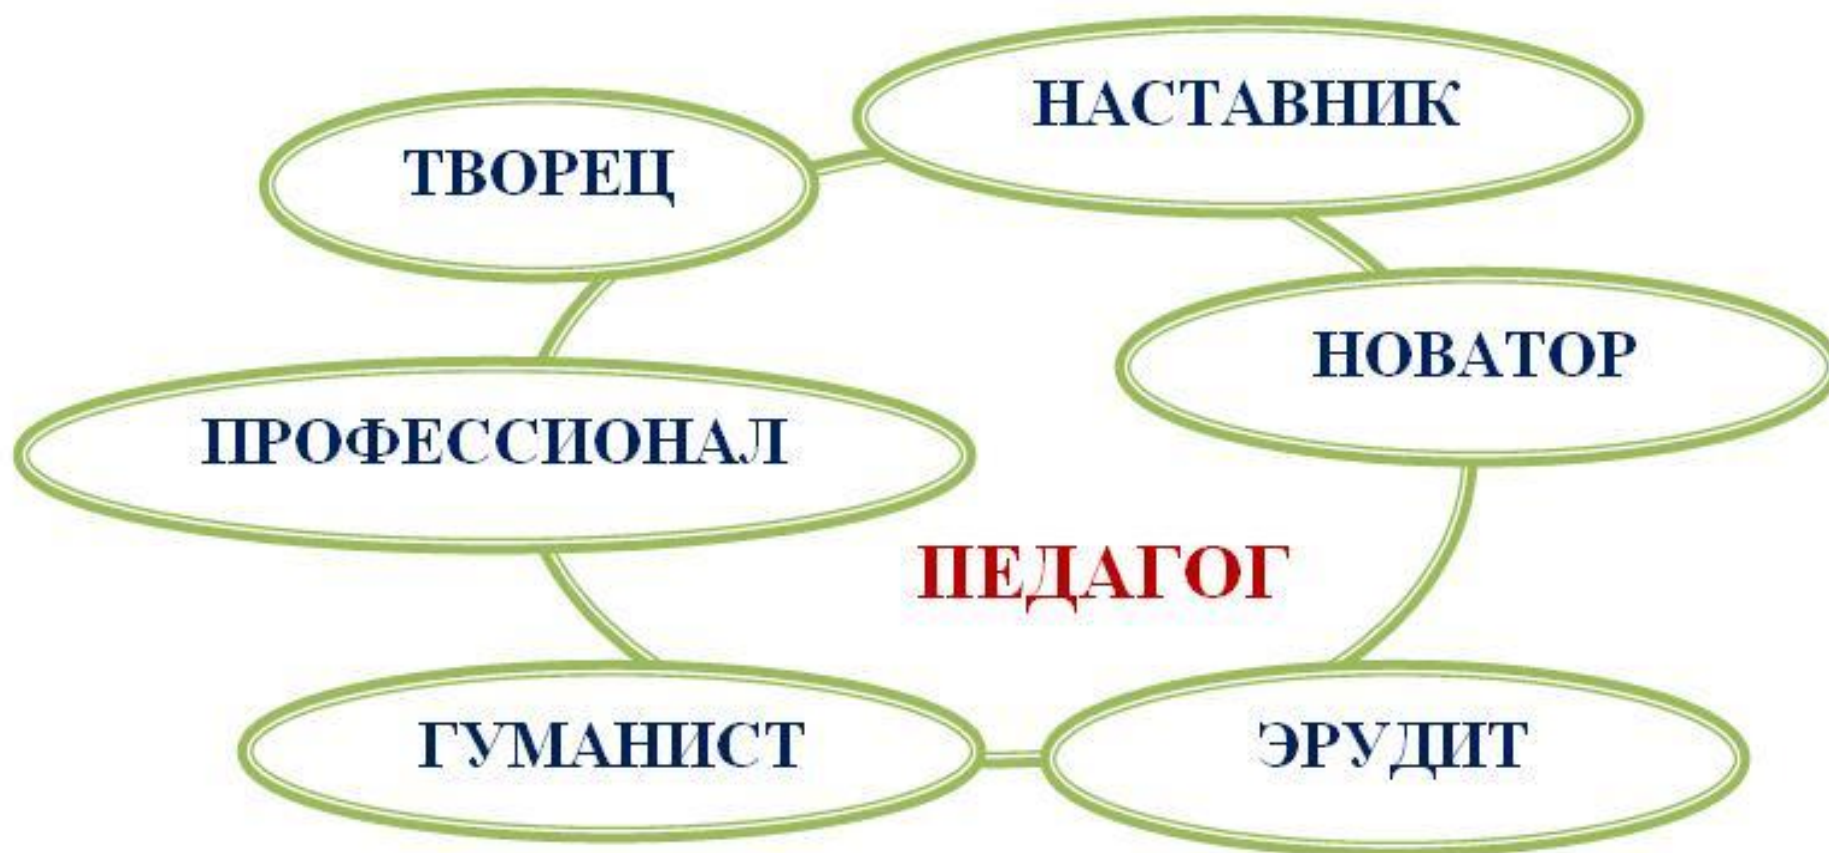 НАСТАВНИК
ТВОРЕЦ
НОВАТОР
ПРОФЕССИОНАЛ
ПЕДАГОГ
ГУМАНИСТ
ЭРУДИТ